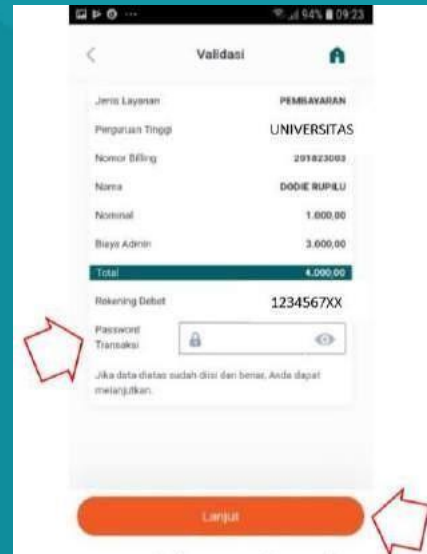 94% 09:23
Validasi
Jenis Layanan PEMBAYARAN
Perguruan Tinggi UNIVERSITAS
Nomor Billing 201823003
Nama DODIE RUPILU
Nominal 1.000,00
Biaya Admin 3.000,00
Total 4.000,00
Rekening Debet 1234567XX
Password
Transaksi
Jika data diatas sudah diisi dan benar, Anda dapat
melanjutkan.
Lanjut